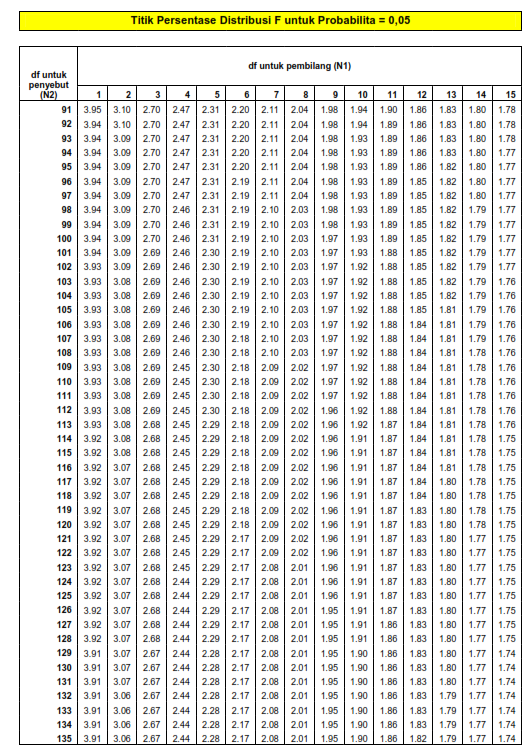 Titik Persentase Distribusi F untuk Probabilita = 0,05
df untuk penyebut (N2)
df untuk pembilang (N1)
1 2 3 4 5 6 7 8 9 10 11 12 13 14 15
91 3.95 3.10 2.70 2.47 2.31 2.20 2.11 2.04 1.98 1.94 1.90 1.86 1.83 1.80 1.78
92 3.94 3.10 2.70 2.47 2.31 2.20 2.11 2.04 1.98 1.94 1.89 1.86 1.83 1.80 1.78
93 3.94 3.09 2.70 2.47 2.31 2.20 2.11 2.04 1.98 1.93 1.89 1.86 1.83 1.80 1.78
94 3.94 3.09 2.70 2.47 2.31 2.20 2.11 2.04 1.98 1.93 1.89 1.86 1.83 1.80 1.77
95 3.94 3.09 2.70 2.47 2.31 2.20 2.11 2.04 1.98 1.93 1.89 1.86 1.82 1.80 1.77
96 3.94 3.09 2.70 2.47 2.31 2.19 2.11 2.04 1.98 1.93 1.89 1.85 1.82 1.80 1.77
97 3.94 3.09 2.70 2.47 2.31 2.19 2.11 2.04 1.98 1.93 1.89 1.85 1.82 1.80 1.77
98 3.94 3.09 2.70 2.46 2.31 2.19 2.10 2.03 1.98 1.93 1.89 1.85 1.82 1.79 1.77
99 3.94 3.09 2.70 2.46 2.31 2.19 2.10 2.03 1.98 1.93 1.89 1.85 1.82 1.79 1.77
100 3.94 3.09 2.70 2.46 2.31 2.19 2.10 2.03 1.97 1.93 1.89 1.85 1.82 1.79 1.77
101 3.94 3.09 2.69 2.46 2.30 2.19 2.10 2.03 1.97 1.93 1.88 1.85 1.82 1.79 1.77
102 3.93 3.09 2.69 2.46 2.30 2.19 2.10 2.03 1.97 1.92 1.88 1.85 1.82 1.79 1.77
103 3.93 3.08 2.69 2.46 2.30 2.19 2.10 2.03 1.97 1.92 1.88 1.85 1.82 1.79 1.76
104 3.93 3.08 2.69 2.46 2.30 2.19 2.10 2.03 1.97 1.92 1.88 1.85 1.82 1.79 1.76
105 3.93 3.08 2.69 2.46 2.30 2.19 2.10 2.03 1.97 1.92 1.88 1.85 1.81 1.79 1.76
106 3.93 3.08 2.69 2.46 2.30 2.19 2.10 2.03 1.97 1.92 1.88 1.84 1.81 1.79 1.76
107 3.93 3.08 2.69 2.46 2.30 2.18 2.10 2.03 1.97 1.92 1.88 1.84 1.81 1.79 1.76
108 3.93 3.08 2.69 2.46 2.30 2.18 2.10 2.03 1.97 1.92 1.88 1.84 1.81 1.78 1.76
109 3.93 3.08 2.69 2.45 2.30 2.18 2.09 2.02 1.97 1.92 1.88 1.84 1.81 1.78 1.76
110 3.93 3.08 2.69 2.45 2.30 2.18 2.09 2.02 1.97 1.92 1.88 1.84 1.81 1.78 1.76
111 3.93 3.08 2.69 2.45 2.30 2.18 2.09 2.02 1.97 1.92 1.88 1.84 1.81 1.78 1.76
112 3.93 3.08 2.69 2.45 2.30 2.18 2.09 2.02 1.96 1.92 1.88 1.84 1.81 1.78 1.76
113 3.93 3.08 2.68 2.45 2.29 2.18 2.09 2.02 1.96 1.92 1.87 1.84 1.81 1.78 1.76
114 3.92 3.08 2.68 2.45 2.29 2.18 2.09 2.02 1.96 1.91 1.87 1.84 1.81 1.78 1.75
115 3.92 3.08 2.68 2.45 2.29 2.18 2.09 2.02 1.96 1.91 1.87 1.84 1.81 1.78 1.75
116 3.92 3.07 2.68 2.45 2.29 2.18 2.09 2.02 1.96 1.91 1.87 1.84 1.81 1.78 1.75
117 3.92 3.07 2.68 2.45 2.29 2.18 2.09 2.02 1.96 1.91 1.87 1.84 1.80 1.78 1.75
118 3.92 3.07 2.68 2.45 2.29 2.18 2.09 2.02 1.96 1.91 1.87 1.84 1.80 1.78 1.75
119 3.92 3.07 2.68 2.45 2.29 2.18 2.09 2.02 1.96 1.91 1.87 1.83 1.80 1.78 1.75
120 3.92 3.07 2.68 2.45 2.29 2.18 2.09 2.02 1.96 1.91 1.87 1.83 1.80 1.78 1.75
121 3.92 3.07 2.68 2.45 2.29 2.17 2.09 2.02 1.96 1.91 1.87 1.83 1.80 1.77 1.75
122 3.92 3.07 2.68 2.45 2.29 2.17 2.09 2.02 1.96 1.91 1.87 1.83 1.80 1.77 1.75
123 3.92 3.07 2.68 2.45 2.29 2.17 2.08 2.01 1.96 1.91 1.87 1.83 1.80 1.77 1.75
124 3.92 3.07 2.68 2.44 2.29 2.17 2.08 2.01 1.96 1.91 1.87 1.83 1.80 1.77 1.75
125 3.92 3.07 2.68 2.44 2.29 2.17 2.08 2.01 1.96 1.91 1.87 1.83 1.80 1.77 1.75
126 3.92 3.07 2.68 2.44 2.29 2.17 2.08 2.01 1.95 1.91 1.87 1.83 1.80 1.77 1.75
127 3.92 3.07 2.68 2.44 2.29 2.17 2.08 2.01 1.95 1.91 1.86 1.83 1.80 1.77 1.75
128 3.92 3.07 2.68 2.44 2.29 2.17 2.08 2.01 1.95 1.91 1.86 1.83 1.80 1.77 1.75
129 3.91 3.07 2.67 2.44 2.28 2.17 2.08 2.01 1.95 1.90 1.86 1.83 1.80 1.77 1.74
130 3.91 3.07 2.67 2.44 2.28 2.17 2.08 2.01 1.95 1.90 1.86 1.83 1.80 1.77 1.74
131 3.91 3.07 2.67 2.44 2.28 2.17 2.08 2.01 1.95 1.90 1.86 1.83 1.80 1.77 1.74
132 3.91 3.06 2.67 2.44 2.28 2.17 2.08 2.01 1.95 1.90 1.86 1.83 1.79 1.77 1.74
133 3.91 3.06 2.67 2.44 2.28 2.17 2.08 2.01 1.95 1.90 1.86 1.83 1.79 1.77 1.74
134 3.91 3.06 2.67 2.44 2.28 2.17 2.08 2.01 1.95 1.90 1.86 1.83 1.79 1.77 1.74
135 3.91 3.06 2.67 2.44 2.28 2.17 2.08 2.01 1.95 1.90 1.86 1.82 1.79 1.77 1.74